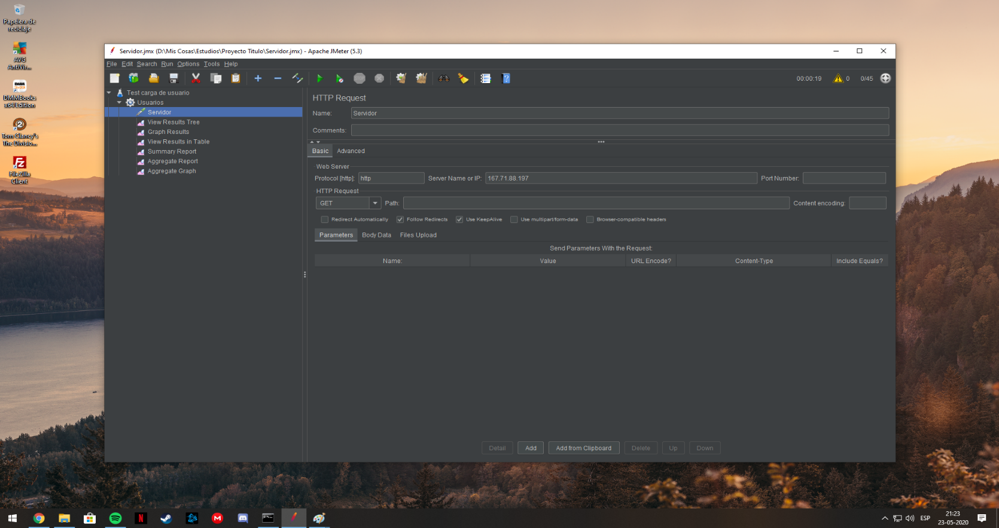 Papelera de
reciclaje
AVG
AntiVir...
DMMBooks
x64 Edition
Tom Clancy's
The Divisio...
FileZilla
Client
Servidor.jmx (D:\Mis Cosas\Estudios\Proyecto Titulo\Servidor.jmx) - Apache JMeter (5.3)
File Edit Search Run Options Tools Help
00:00:19 0 0/45
Test carga de usuario
Usuarios
Servidor
View Results Tree
Graph Results
View Results in Table
Summary Report
Aggregate Report
Aggregate Graph
HTTP Request
Name: Servidor
Comments:
Basic Advanced
Web Server
Protocol [http]: http Server Name or IP: 167.71.88.197 Port Number:
HTTP Request
GET Path: Content encoding:
Redirect Automatically Follow Redirects Use KeepAlive Use multipart/form-data Browser-compatible headers
Parameters Body Data Files Upload
Send Parameters With the Request:
Name: Value URL Encode? Content-Type Include Equals?
Detail Add Add from Clipboard Delete Up Down
ESP
21:23
23-05-2020